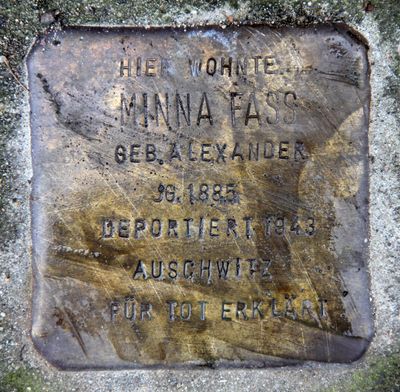 HIER WOHNTE
MINNA FASS
GEB. ALEXANDER
JG. 1885
DEPORTIERT 1943
AUSCHWITZ
FÜR TOT ERKLÄRT